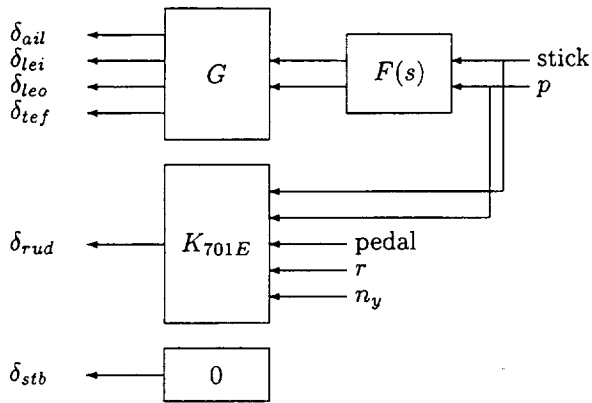 δ_ail
δ_lei
δ_leo
δ_tef
G
F(s)
stick
p
δ_rud
K_701E
pedal
r
n_y
δ_stb
0